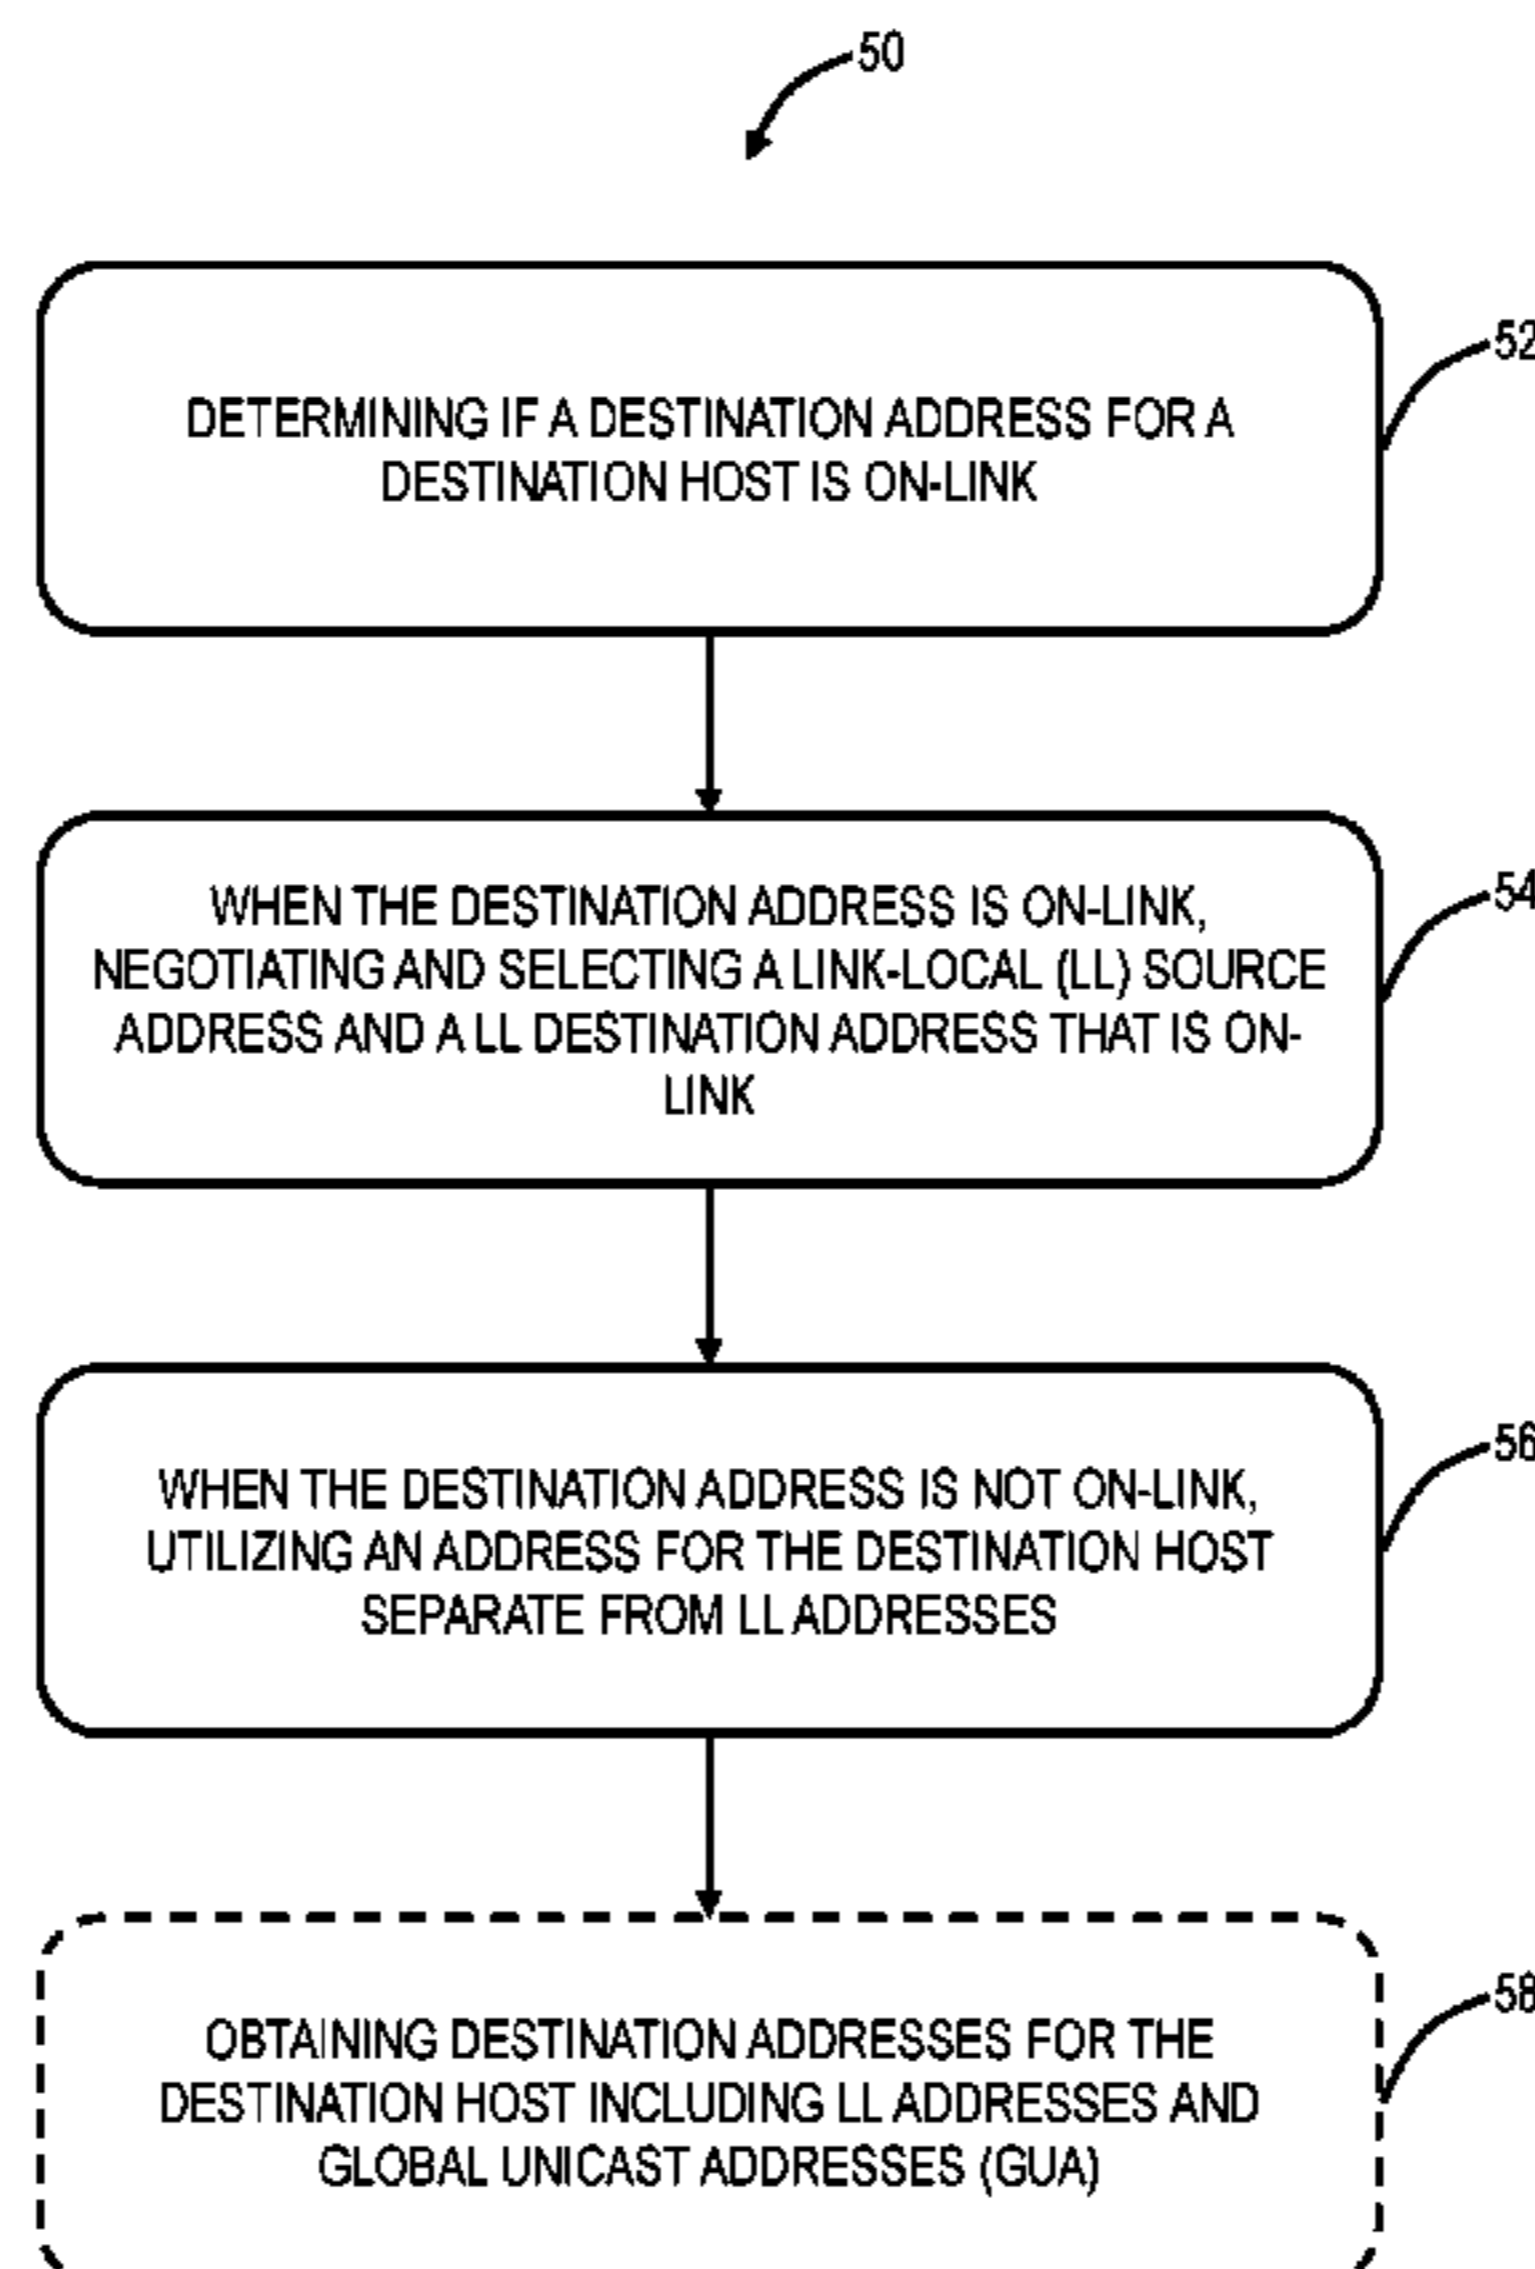 50
DETERMINING IF A DESTINATION ADDRESS FOR A
DESTINATION HOST IS ON-LINK
52
WHEN THE DESTINATION ADDRESS IS ON-LINK,
NEGOTIATING AND SELECTING A LINK-LOCAL (LL) SOURCE
ADDRESS AND A LL DESTINATION ADDRESS THAT IS ON-
LINK
54
WHEN THE DESTINATION ADDRESS IS NOT ON-LINK,
UTILIZING AN ADDRESS FOR THE DESTINATION HOST
SEPARATE FROM LL ADDRESSES
56
OBTAINING DESTINATION ADDRESSES FOR THE
DESTINATION HOST INCLUDING LL ADDRESSES AND
GLOBAL UNICAST ADDRESSES (GUA)
58